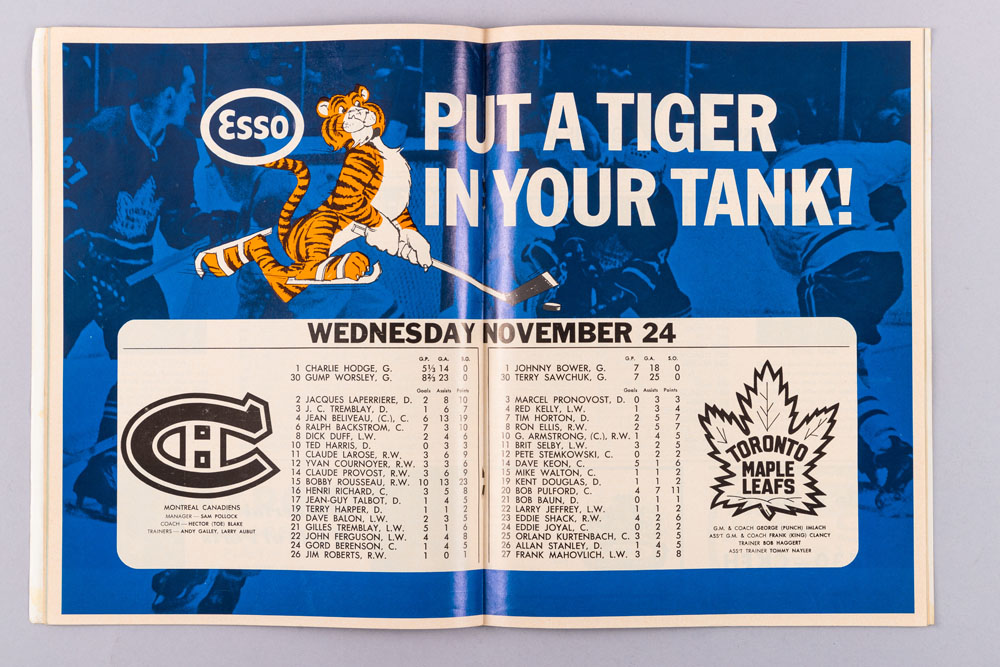 Esso
PUT A TIGER
IN YOUR TANK!
WEDNESDAY NOVEMBER 24
G.P. G.A. S.O.
1 CHARLIE HODGE, G. 5⅓ 14 0
30 GUMP WORSLEY, G. 8⅔ 23 0
Goals Assists Points
2 JACQUES LAPERRIERE, D. 2 8 10
3 J. C. TREMBLAY, D. 1 6 7
4 JEAN BELIVEAU, (C.), C. 6 13 19
6 RALPH BACKSTROM, C. 7 3 10
8 DICK DUFF, L.W. 2 4 6
10 TED HARRIS, D. 0 3 3
11 CLAUDE LAROSE, R.W. 3 6 9
12 YVAN COURNOYER, R.W. 3 3 6
14 CLAUDE PROVOST, R.W. 3 6 9
15 BOBBY ROUSSEAU, R.W. 10 13 23
16 HENRI RICHARD, C. 3 5 8
17 JEAN-GUY TALBOT, D. 1 4 5
19 TERRY HARPER, D. 1 1 2
20 DAVE BALON, L.W. 2 3 5
21 GILLES TREMBLAY, L.W. 5 1 6
22 JOHN FERGUSON, L.W. 4 4 8
24 GORD BERENSON, C. 1 4 5
26 JIM ROBERTS, R.W. 1 0 1
MONTREAL CANADIENS
MANAGER — SAM POLLOCK
COACH — HECTOR (TOE) BLAKE
TRAINERS — ANDY GALLEY, LARRY AUBUT
G.P. G.A. S.O.
1 JOHNNY BOWER, G. 7 18 0
30 TERRY SAWCHUK, G. 7 25 0
Goals Assists Points
3 MARCEL PRONOVOST, D. 0 3 3
4 RED KELLY, L.W. 1 3 4
7 TIM HORTON, D. 2 5 7
8 RON ELLIS, R.W. 2 5 7
10 G. ARMSTRONG, (C.), R.W. 1 4 5
11 BRIT SELBY, L.W. 3 2 5
12 PETE STEMKOWSKI, C. 0 2 2
14 DAVE KEON, C. 5 1 6
15 MIKE WALTON, C. 1 1 2
19 KENT DOUGLAS, D. 1 1 2
20 BOB PULFORD, C. 4 7 11
21 BOB BAUN, D. 0 1 1
22 LARRY JEFFREY, L.W. 1 1 2
23 EDDIE SHACK, R.W. 4 2 6
24 EDDIE JOYAL, C. 0 2 2
25 ORLAND KURTENBACH, C. 3 2 5
26 ALLAN STANLEY, D. 1 4 5
27 FRANK MAHOVLICH, L.W. 3 5 8
TORONTO
MAPLE
LEAFS
G.M. & COACH GEORGE (PUNCH) IMLACH
ASS'T G.M. & COACH FRANK (KING) CLANCY
TRAINER BOB HAGGERT
ASS'T TRAINER TOMMY NAYLER